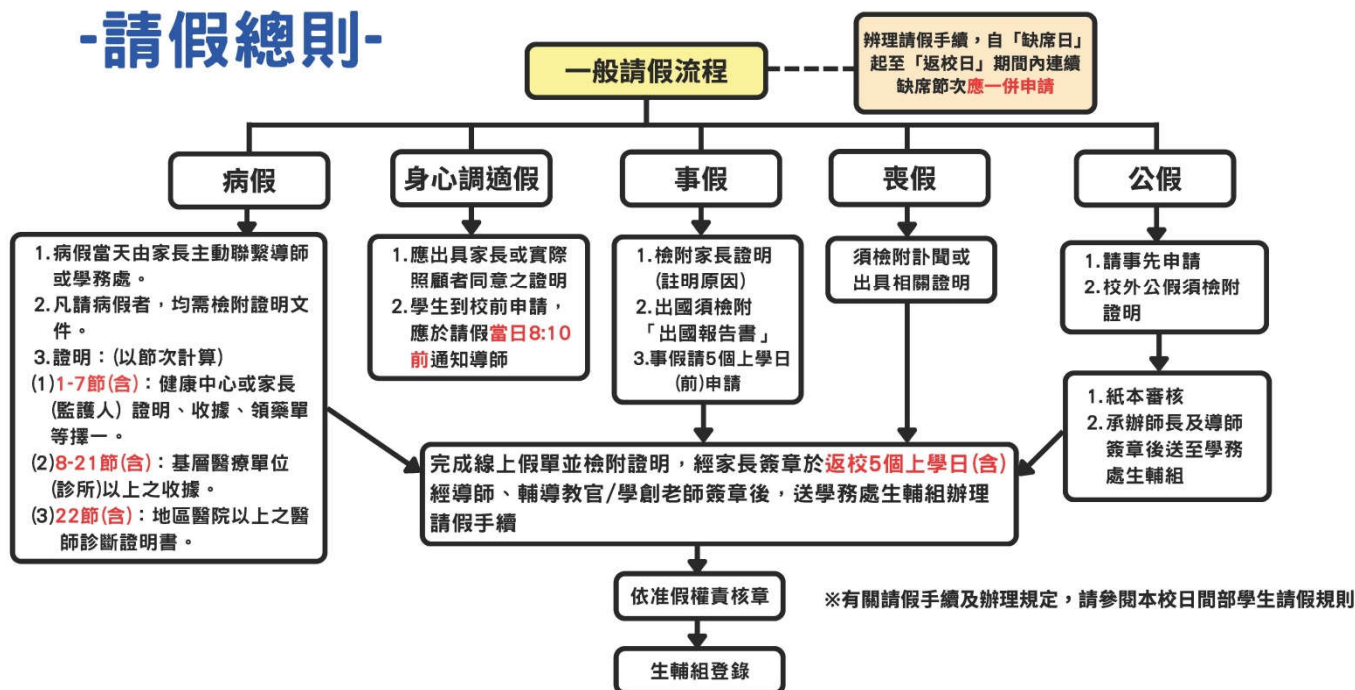 -請假總則-
一般請假流程
辨理請假手續，自「缺席日」
起至「返校日」期間內連續
缺席節次應一併申請
病假
身心調適假
事假
喪假
公假
1.病假當天由家長主動聯繫導師
或學務處。
2.凡請病假者，均需檢附證明文
件。
3.證明：(以節次計算)
(1)1-7節(含)：健康中心或家長
(監護人) 證明、收據、領藥單
等擇一。
(2)8-21節(含)：基層醫療單位
(診所)以上之收據。
(3)22節(含)：地區醫院以上之醫
師診斷證明書。
1.應出具家長或實際
照顧者同意之證明
2.學生到校前申請，
應於請假當日8:10
前通知導師
1.檢附家長證明
(註明原因)
2.出國須檢附
「出國報告書」
3.事假請5個上學日
(前)申請
須檢附訃聞或
出具相關證明
1.請事先申請
2.校外公假須檢附
證明
1.紙本審核
2.承辦師長及導師
簽章後送至學務
處生輔組
完成線上假單並檢附證明，經家長簽章於返校5個上學日(含)
經導師、輔導教官/學創老師簽章後，送學務處生輔組辦理
請假手續
依准假權責核章
※有關請假手續及辦理規定，請參閱本校日間部學生請假規則
生輔組登錄